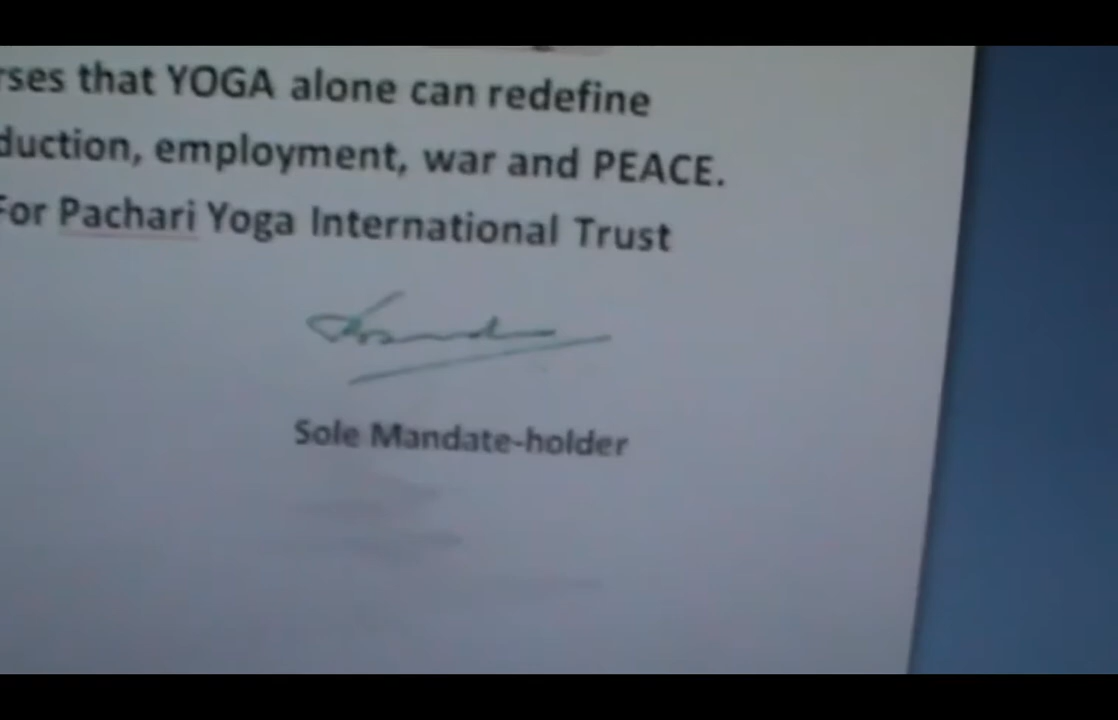 rses that YOGA alone can redefine
duction, employment, war and PEACE.
For Pachari Yoga International Trust
Sole Mandate-holder